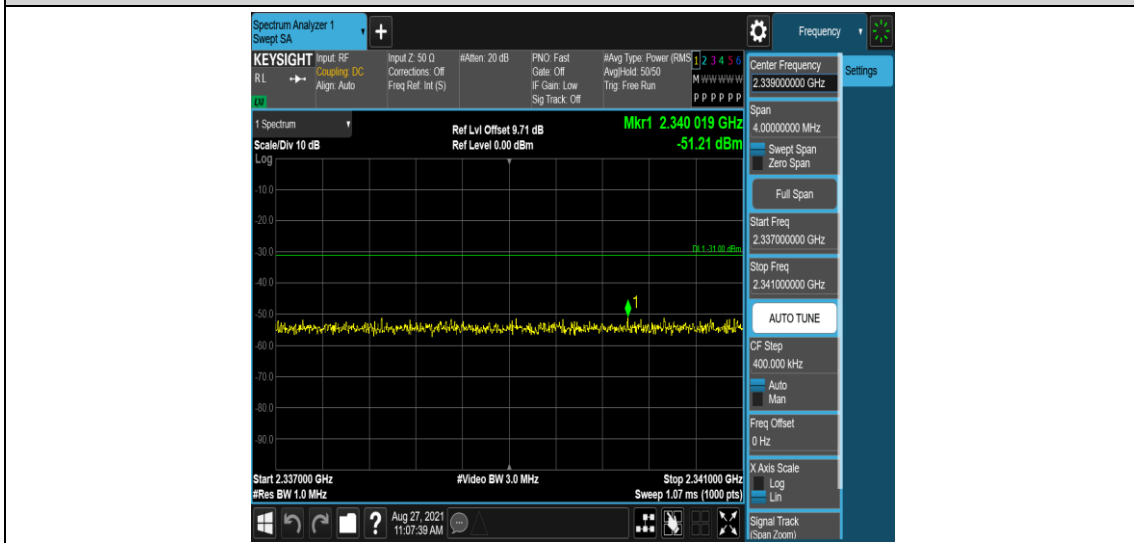 Spectrum Analyzer 1
Swept SA
+
Frequency
KEYSIGHT
RL
LXI
Input: RF
Coupling: DC
Align: Auto
Input Z: 50 Ω
Corrections: Off
Freq Ref: Int (S)
#Atten: 20 dB
PNO: Fast
Gate: Off
IF Gain: Low
Sig Track: Off
#Avg Type: Power (RMS
Avg|Hold: 50/50
Trig: Free Run
1 2 3 4 5 6
M W W W W W
P P P P P P
1 Spectrum
Scale/Div 10 dB
Log
Ref Lvl Offset 9.71 dB
Ref Level 0.00 dBm
Mkr1 2.340 019 GHz
-51.21 dBm
-10.0
-20.0
-30.0
DL1 -31.00 dBm
-40.0
1
-50.0
-60.0
-70.0
-80.0
-90.0
Start 2.337000 GHz
#Video BW 3.0 MHz
Stop 2.341000 GHz
#Res BW 1.0 MHz
Sweep 1.07 ms (1000 pts)
?
Aug 27, 2021
11:07:39 AM
Center Frequency
2.339000000 GHz
Settings
Span
4.00000000 MHz
Swept Span
Zero Span
Full Span
Start Freq
2.337000000 GHz
Stop Freq
2.341000000 GHz
AUTO TUNE
CF Step
400.000 kHz
Auto
Man
Freq Offset
0 Hz
X Axis Scale
Log
Lin
Signal Track
(Span Zoom)